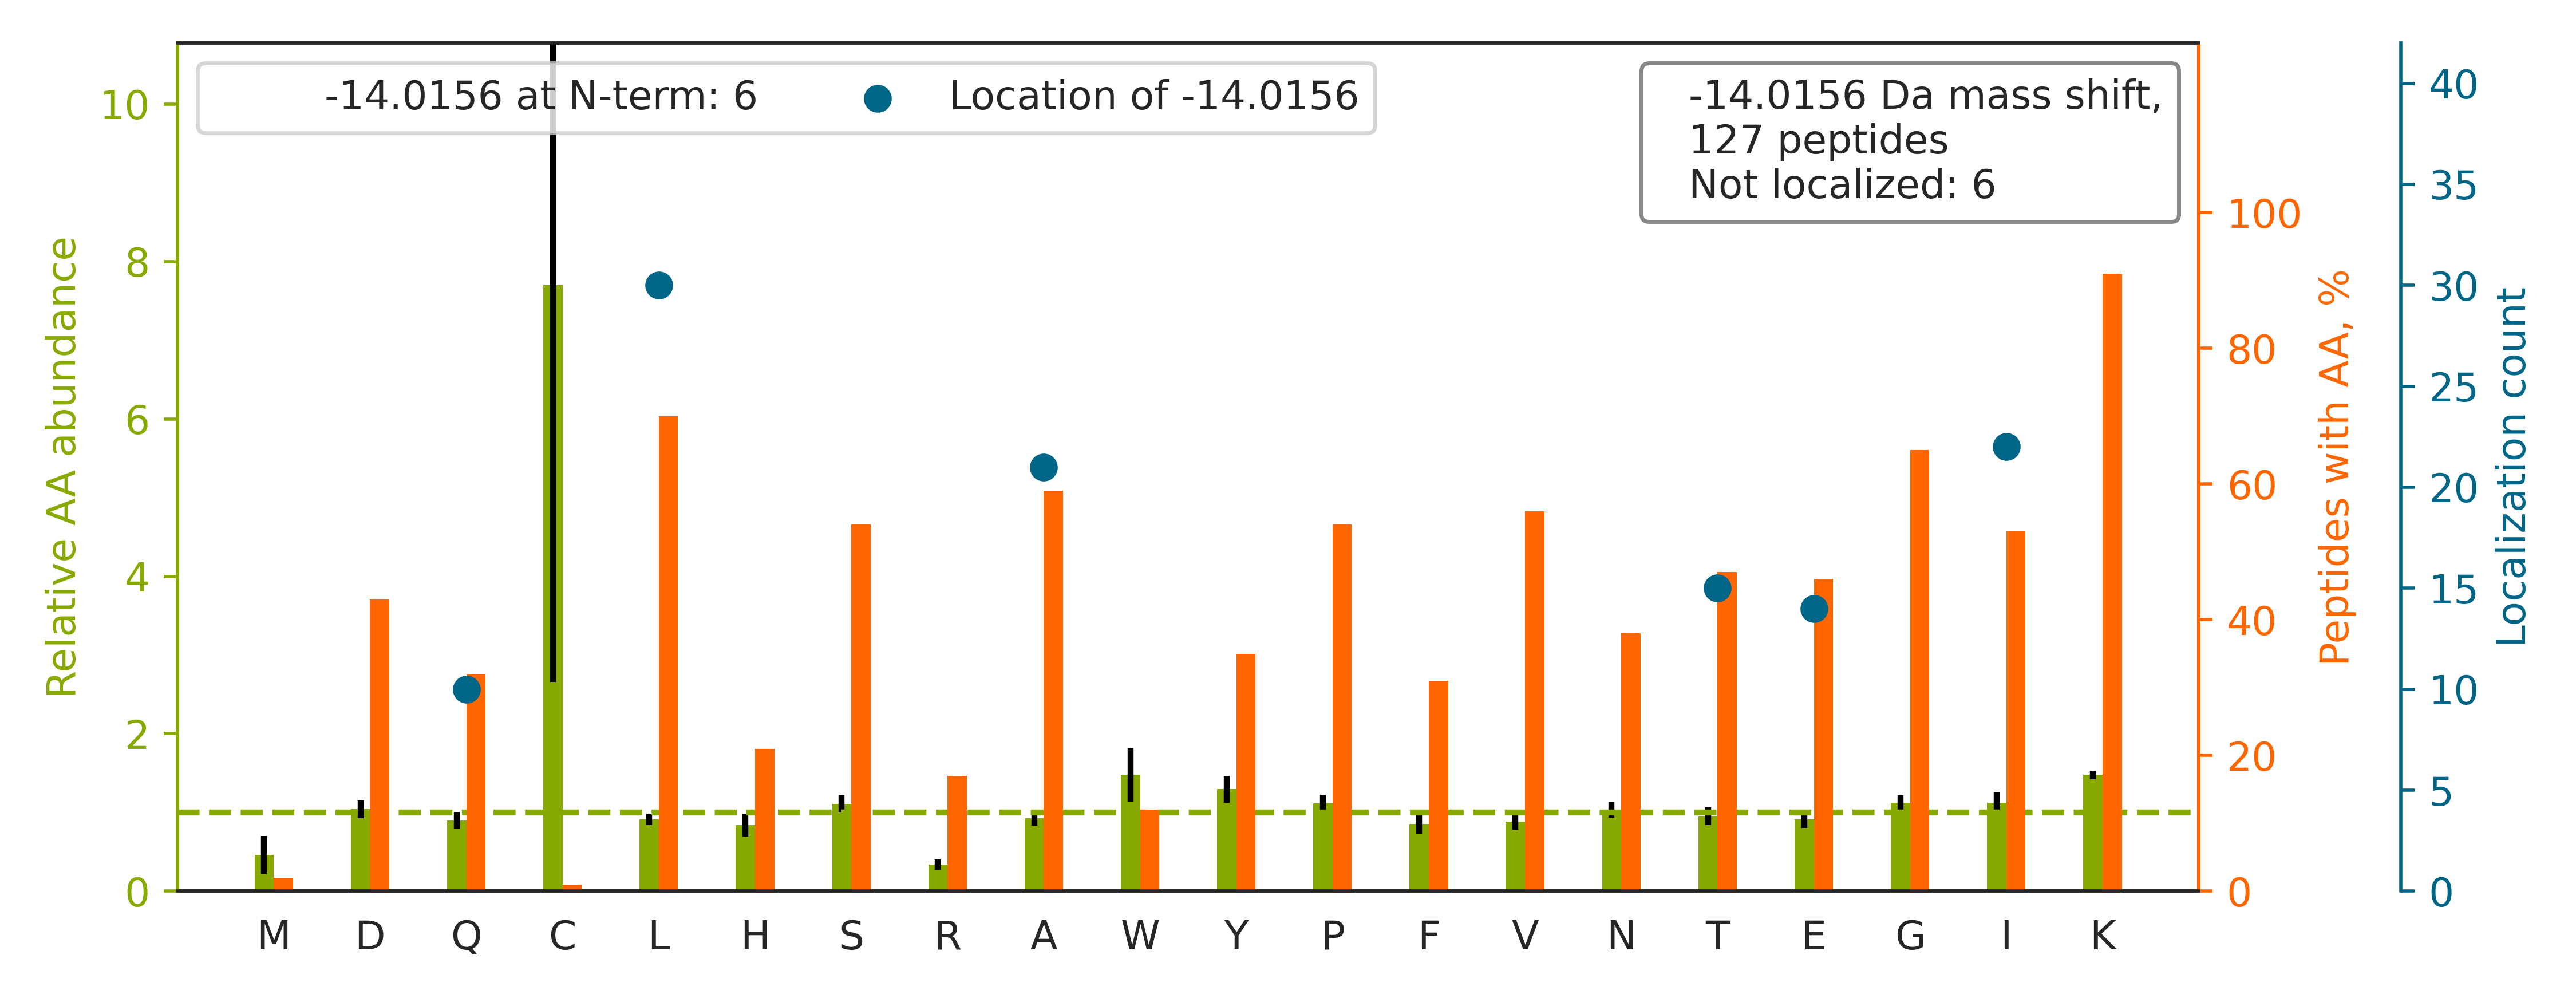 -14.0156 at N-term: 6
Location of -14.0156
-14.0156 Da mass shift,
127 peptides
Not localized: 6
Relative AA abundance
10
8
6
4
2
0
M D Q C L H S R A W Y P F V N T E G I K
100
80
60
40
20
0
Peptides with AA, %
40
35
30
25
20
15
10
5
0
Localization count